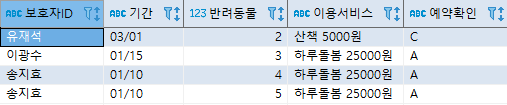 ABC 보호자ID ABC 기간 123 반려동물 ABC 이용서비스 ABC 예약확인
유재석 03/01 2 산책 5000원 C
이광수 01/15 3 하루돌봄 25000원 A
송지효 01/10 4 하루돌봄 25000원 A
송지효 01/10 5 하루돌봄 25000원 A